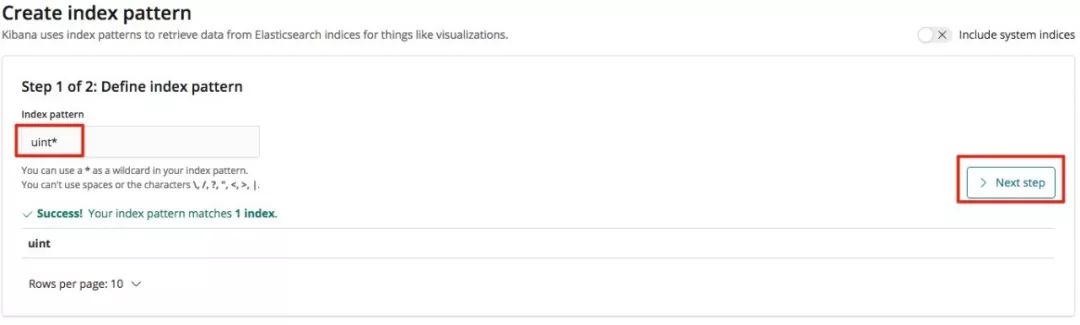 Create index pattern
Kibana uses index patterns to retrieve data from Elasticsearch indices for things like visualizations.
Include system indices
Step 1 of 2: Define index pattern
Index pattern
uint*
You can use a * as a wildcard in your index pattern.
You can't use spaces or the characters \, /, ?, ", <, >, |.
Next step
Success! Your index pattern matches 1 index.
uint
Rows per page: 10